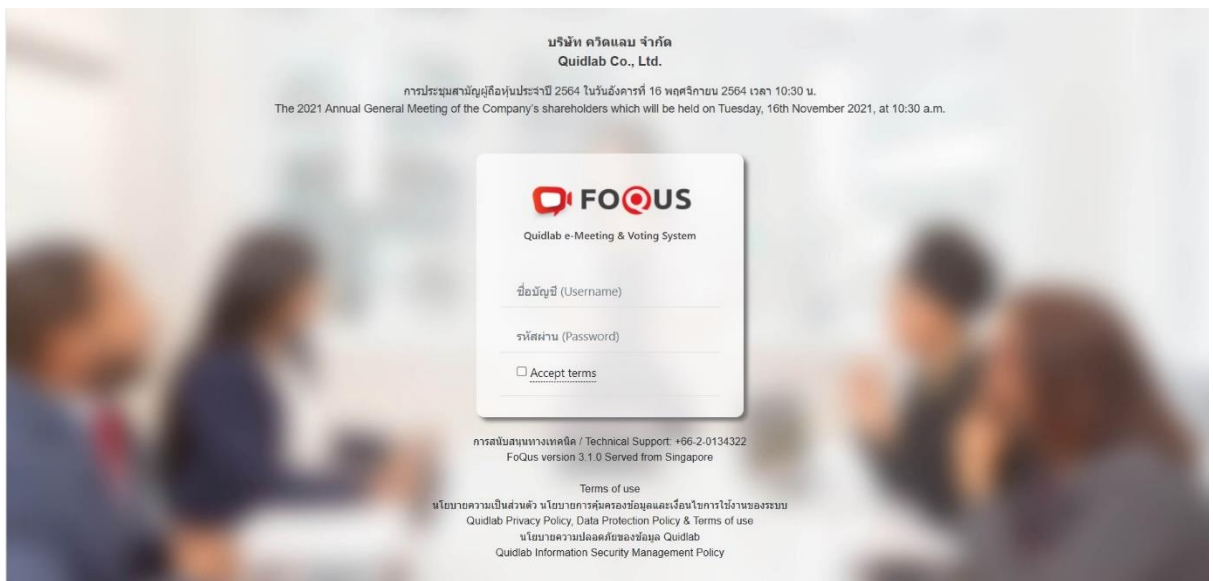 บริษัท ควิดแลบ จำกัด
Quidlab Co., Ltd.
การประชุมสามัญผู้ถือหุ้นประจำปี 2564 ในวันอังคารที่ 16 พฤศจิกายน 2564 เวลา 10:30 น.
The 2021 Annual General Meeting of the Company's shareholders which will be held on Tuesday, 16th November 2021, at 10:30 a.m.
FOQUS
Quidlab e-Meeting & Voting System
ชื่อบัญชี (Username)
รหัสผ่าน (Password)
Accept terms
การสนับสนุนทางเทคนิค / Technical Support: +66-2-0134322
FoQus version 3.1.0 Served from Singapore
Terms of use
นโยบายความเป็นส่วนตัว นโยบายการคุ้มครองข้อมูลและเงื่อนไขการใช้งานของระบบ
Quidlab Privacy Policy, Data Protection Policy & Terms of use
นโยบายความปลอดภัยของข้อมูล Quidlab
Quidlab Information Security Management Policy